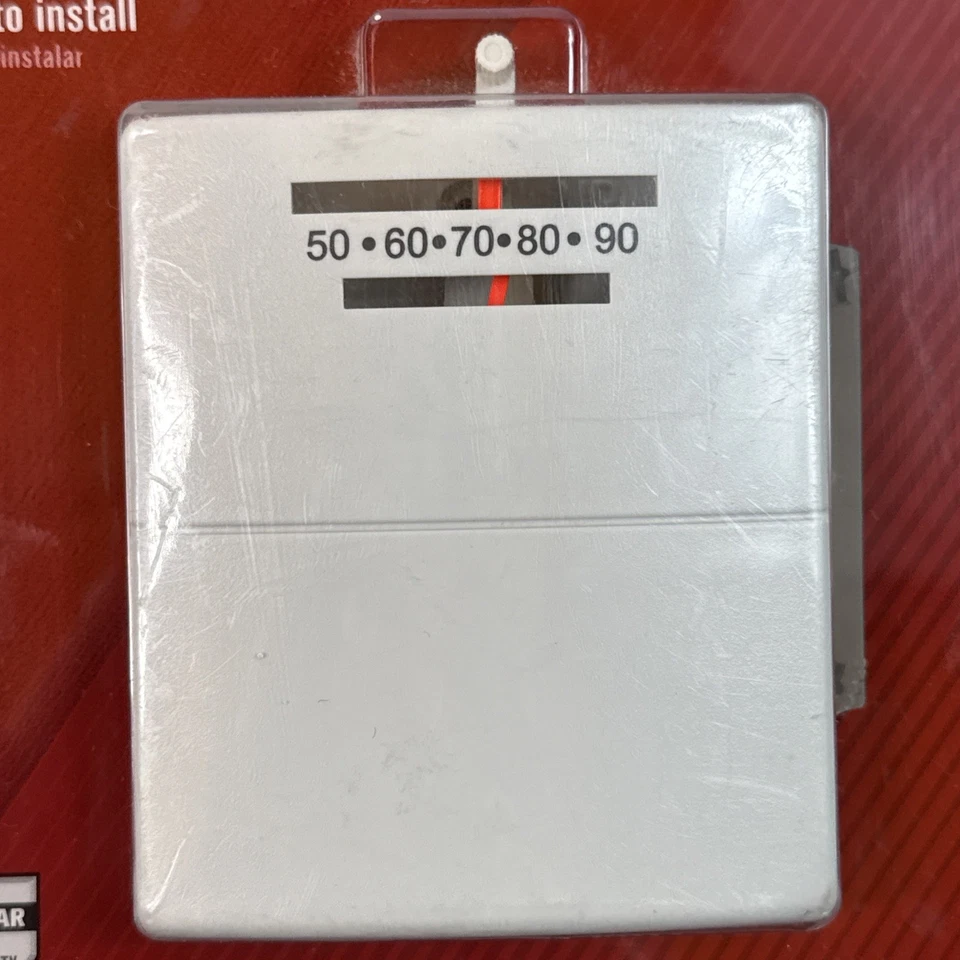 to install
instalar
50 • 60 • 70 • 80 • 90
AR